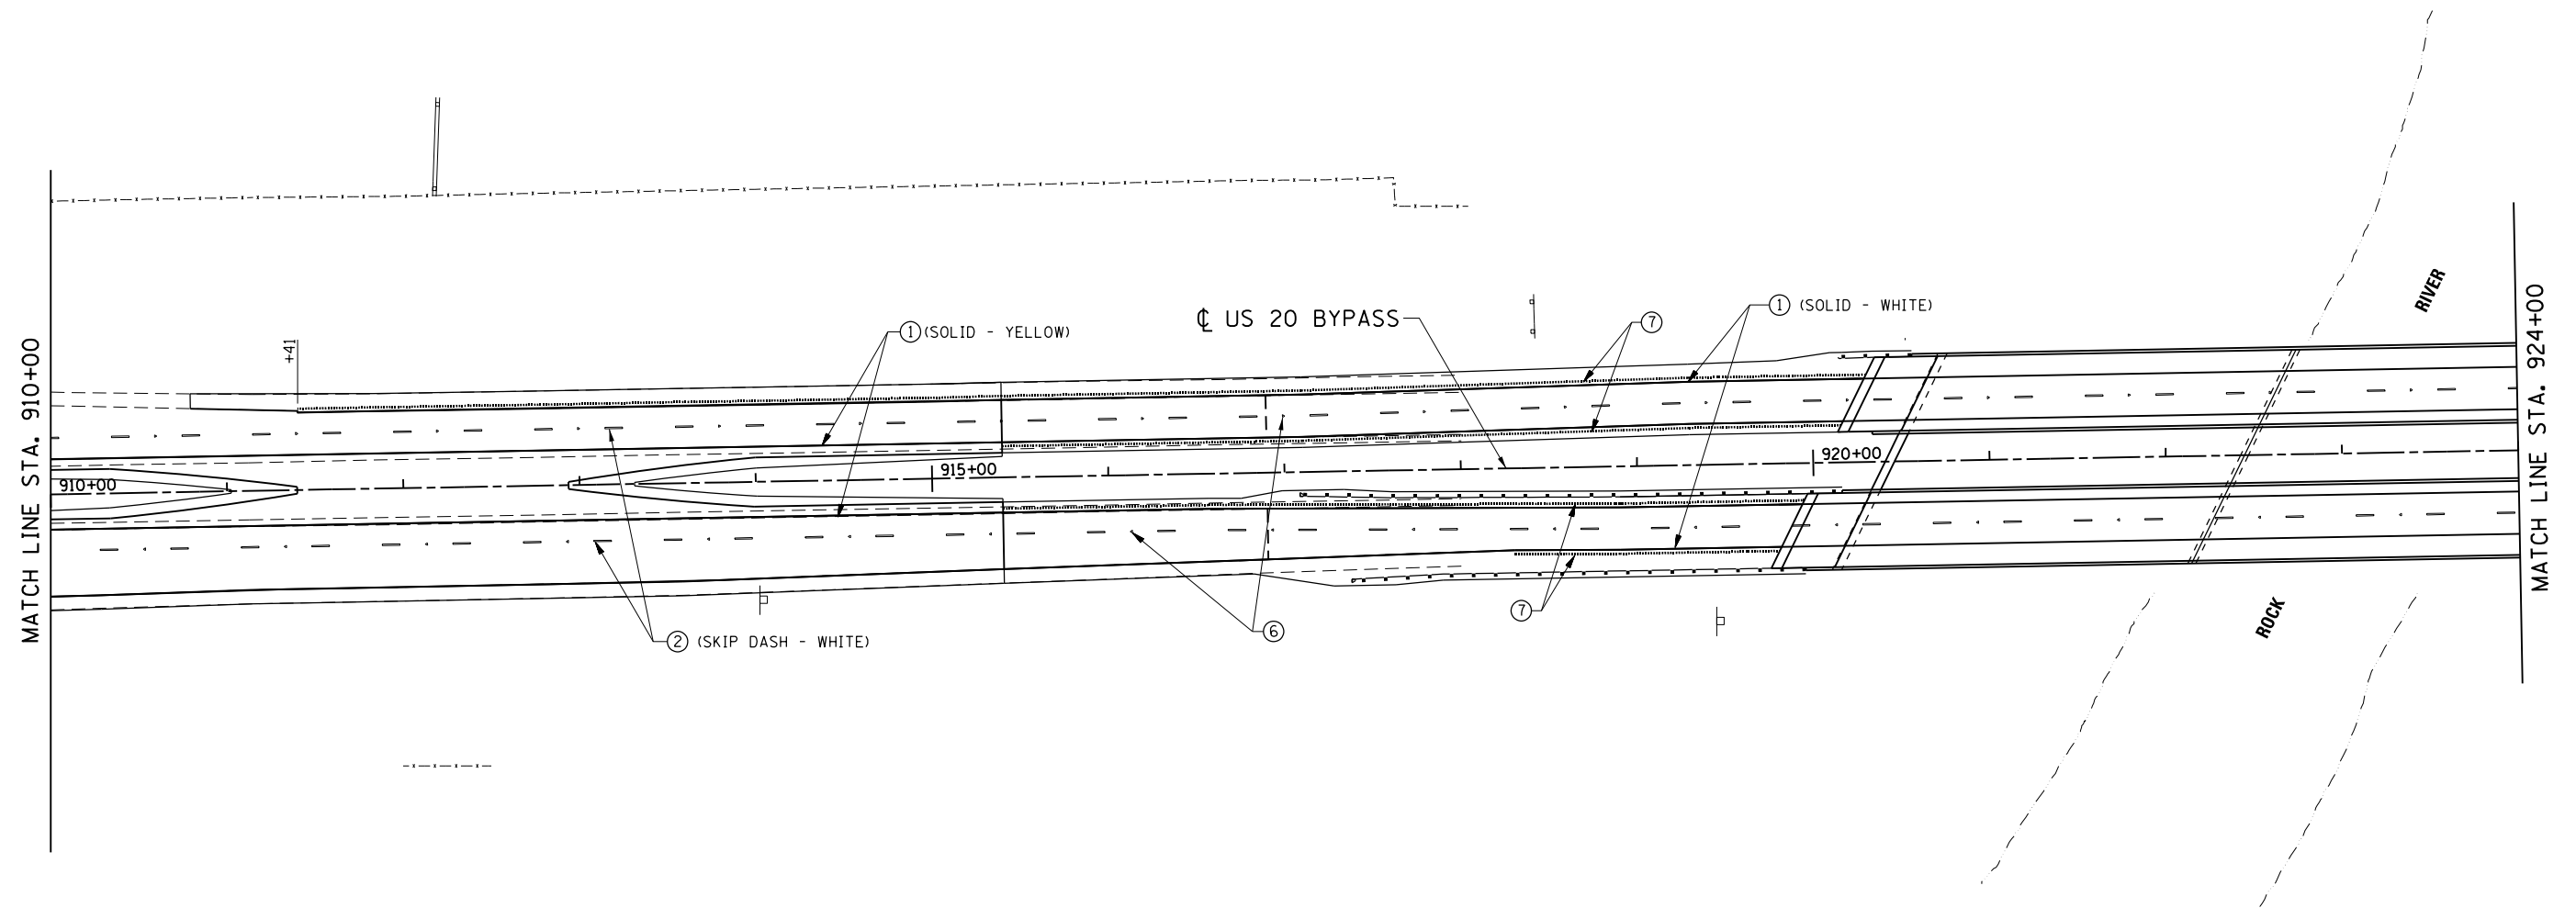 MATCH LINE STA. 910+00
+41
1 (SOLID - YELLOW)
℄ US 20 BYPASS
7
1 (SOLID - WHITE)
RIVER
MATCH LINE STA. 924+00
910+00
915+00
920+00
2 (SKIP DASH - WHITE)
6
7
ROCK